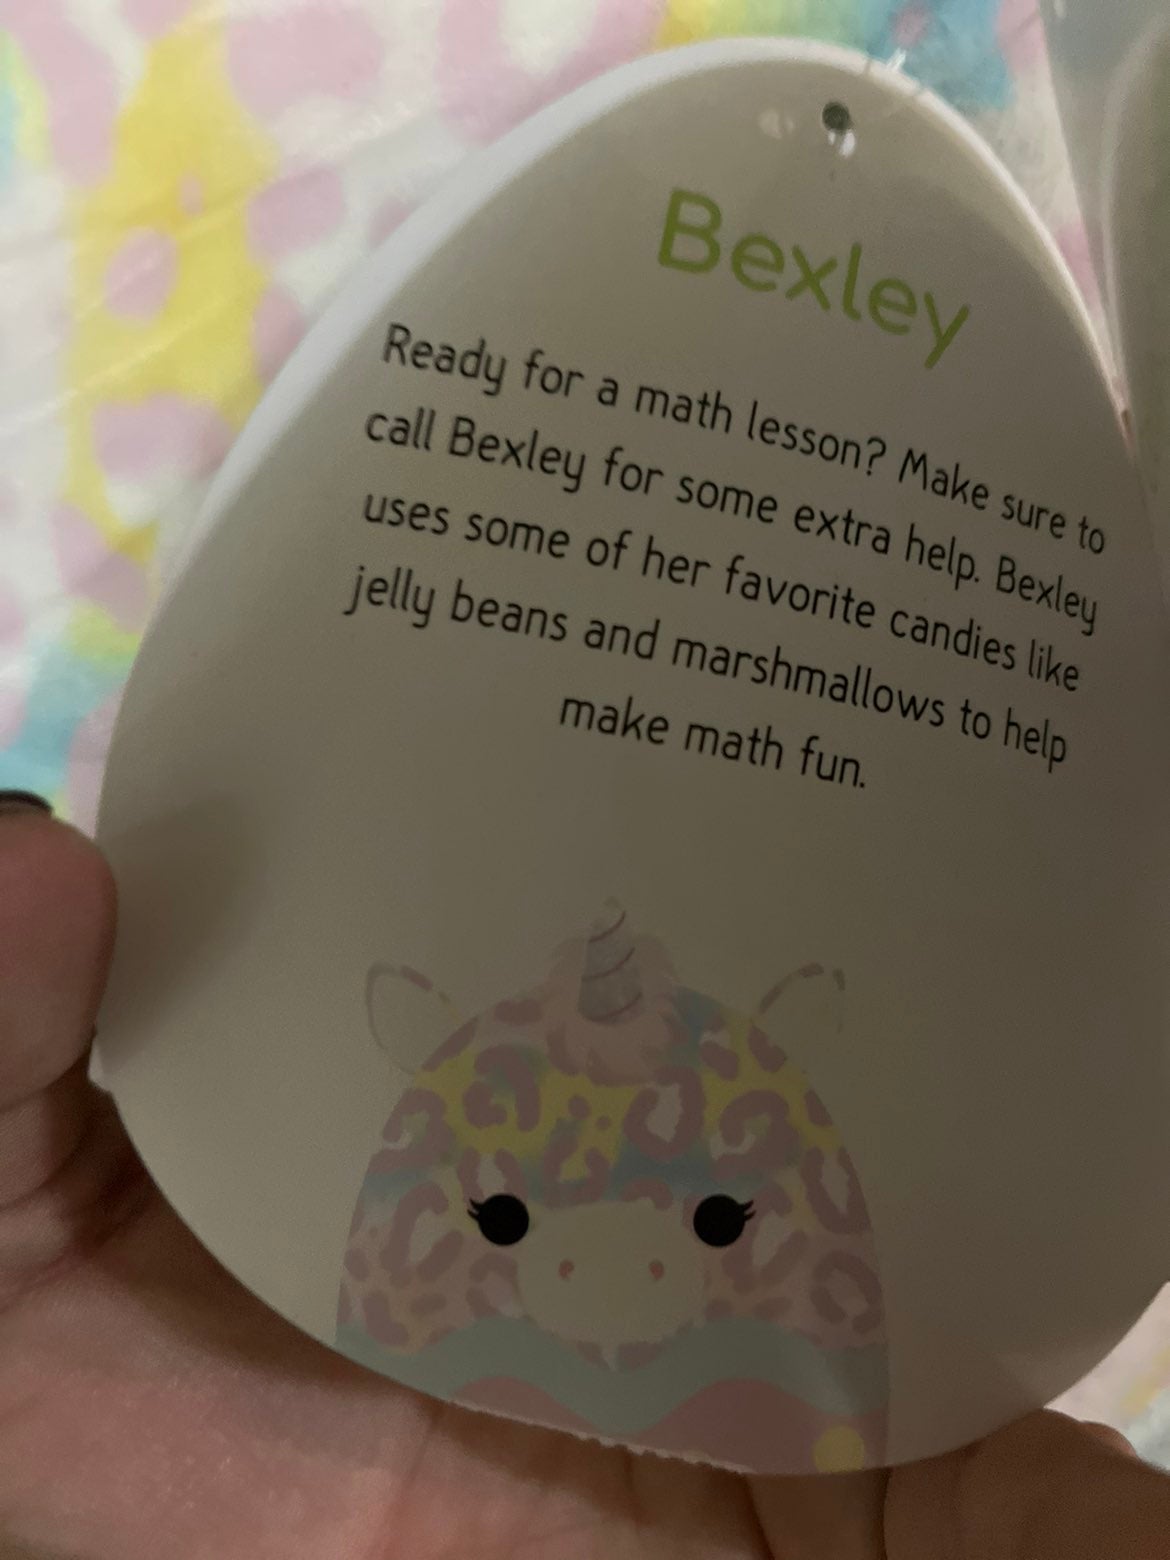 Bexley
Ready for a math lesson? Make sure to
call Bexley for some extra help. Bexley
uses some of her favorite candies like
jelly beans and marshmallows to help
make math fun.